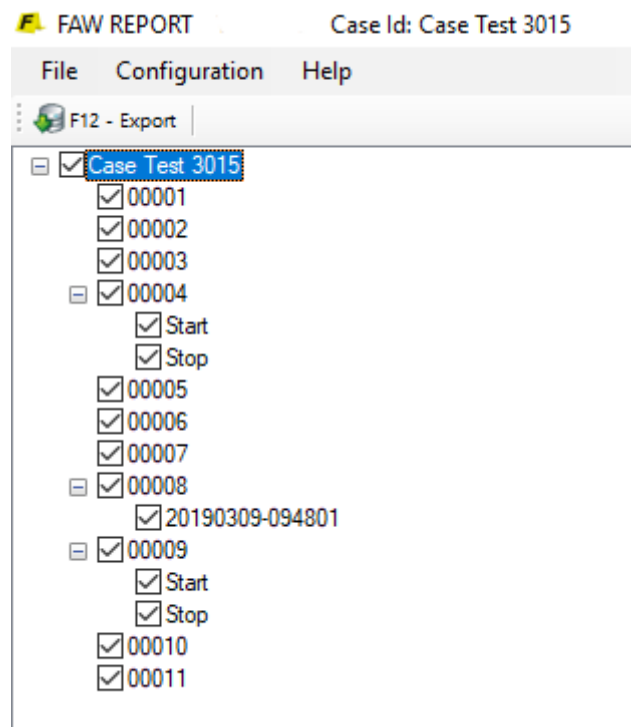 FAW REPORT Case Id: Case Test 3015
File Configuration Help
F12 - Export
Case Test 3015
00001
00002
00003
00004
Start
Stop
00005
00006
00007
00008
20190309-094801
00009
Start
Stop
00010
00011